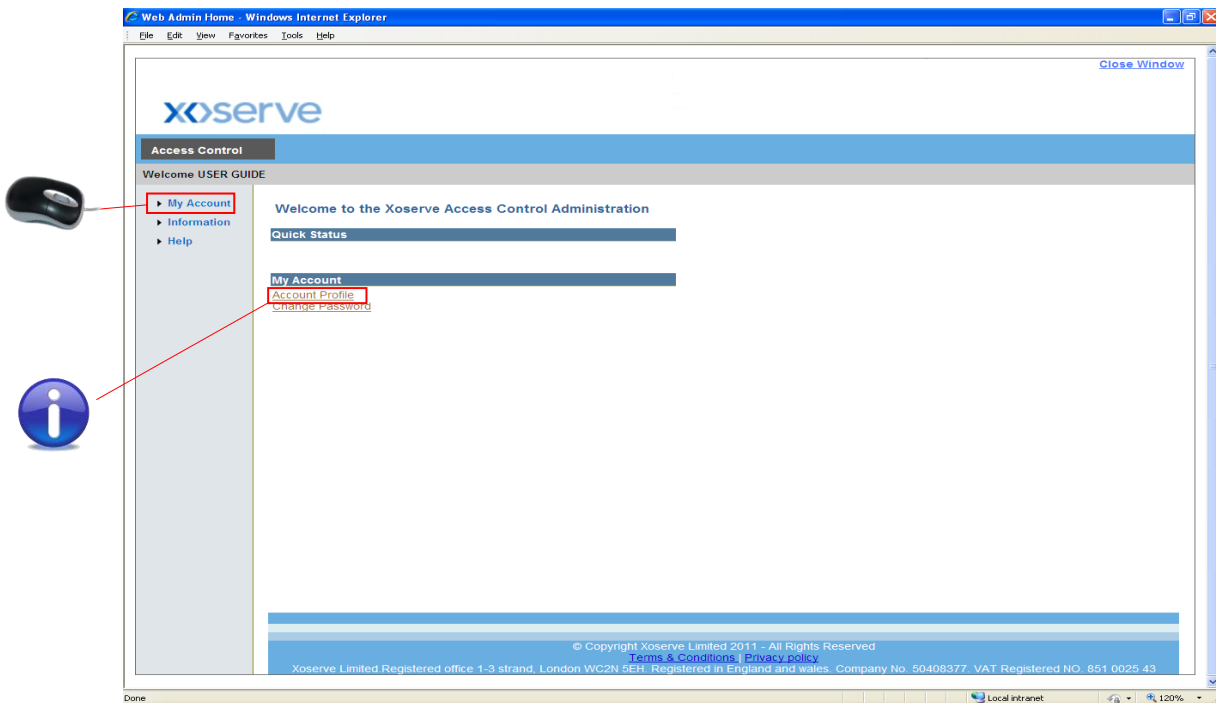 Web Admin Home - Windows Internet Explorer
File Edit View Favorites Tools Help
Close Window
xoserve
Access Control
Welcome USER GUIDE
My Account
Information
Help
Welcome to the Xoserve Access Control Administration
Quick Status
My Account
Account Profile
Change Password
© Copyright Xoserve Limited 2011 - All Rights Reserved
Terms & Conditions | Privacy policy
Xoserve Limited Registered office 1-3 strand, London WC2N 5EH. Registered in England and wales. Company No. 50408377. VAT Registered NO. 851 0025 43
Done Local intranet 120%